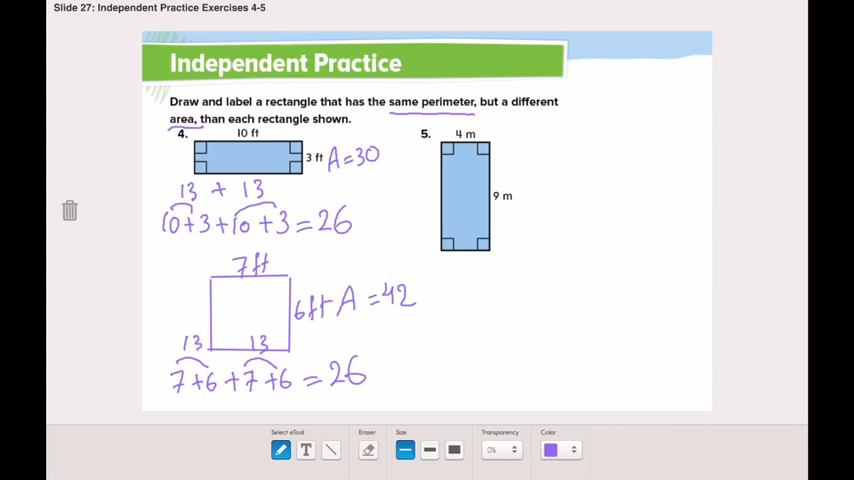 Slide 27: Independent Practice Exercises 4-5
Independent Practice
Draw and label a rectangle that has the same perimeter, but a different
area, than each rectangle shown.
4. 10 ft
3 ft A=30
13 + 13
10+3+10+3=26
7ft
6ft A=42
13 13
7+6+7+6=26
5. 4 m
9 m
Select eTool Eraser Size Transparency Color
T 0%